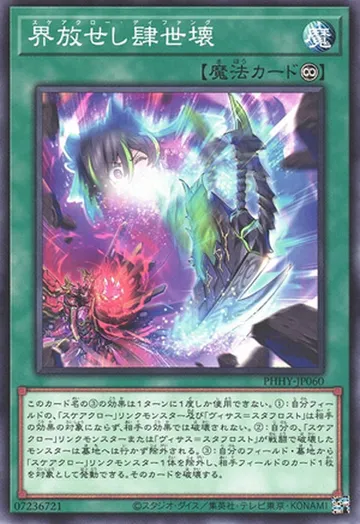 スケアクロー・ディファング
界放せし肆世壊
魔
【魔法カード】
まほう
PHHY-JP060
このカード名の③の効果は1ターンに1度しか使用できない。①：自分フィ
ールドの、「スケアクロー」リンクモンスター及び「ヴィサス＝スタフロスト」は相手
の効果の対象にならず、相手の効果では破壊されない。②：自分の、「スケ
アクロー」リンクモンスターまたは「ヴィサス＝スタフロスト」が戦闘で破壊した
モンスターは墓地へは行かず除外される。③：自分のフィールド・墓地から
「スケアクロー」リンクモンスター1体を除外し、相手フィールドのカード1枚
を対象として発動できる。そのカードを破壊する。
07236721
©スタジオ・ダイス／集英社・テレビ東京・KONAMI